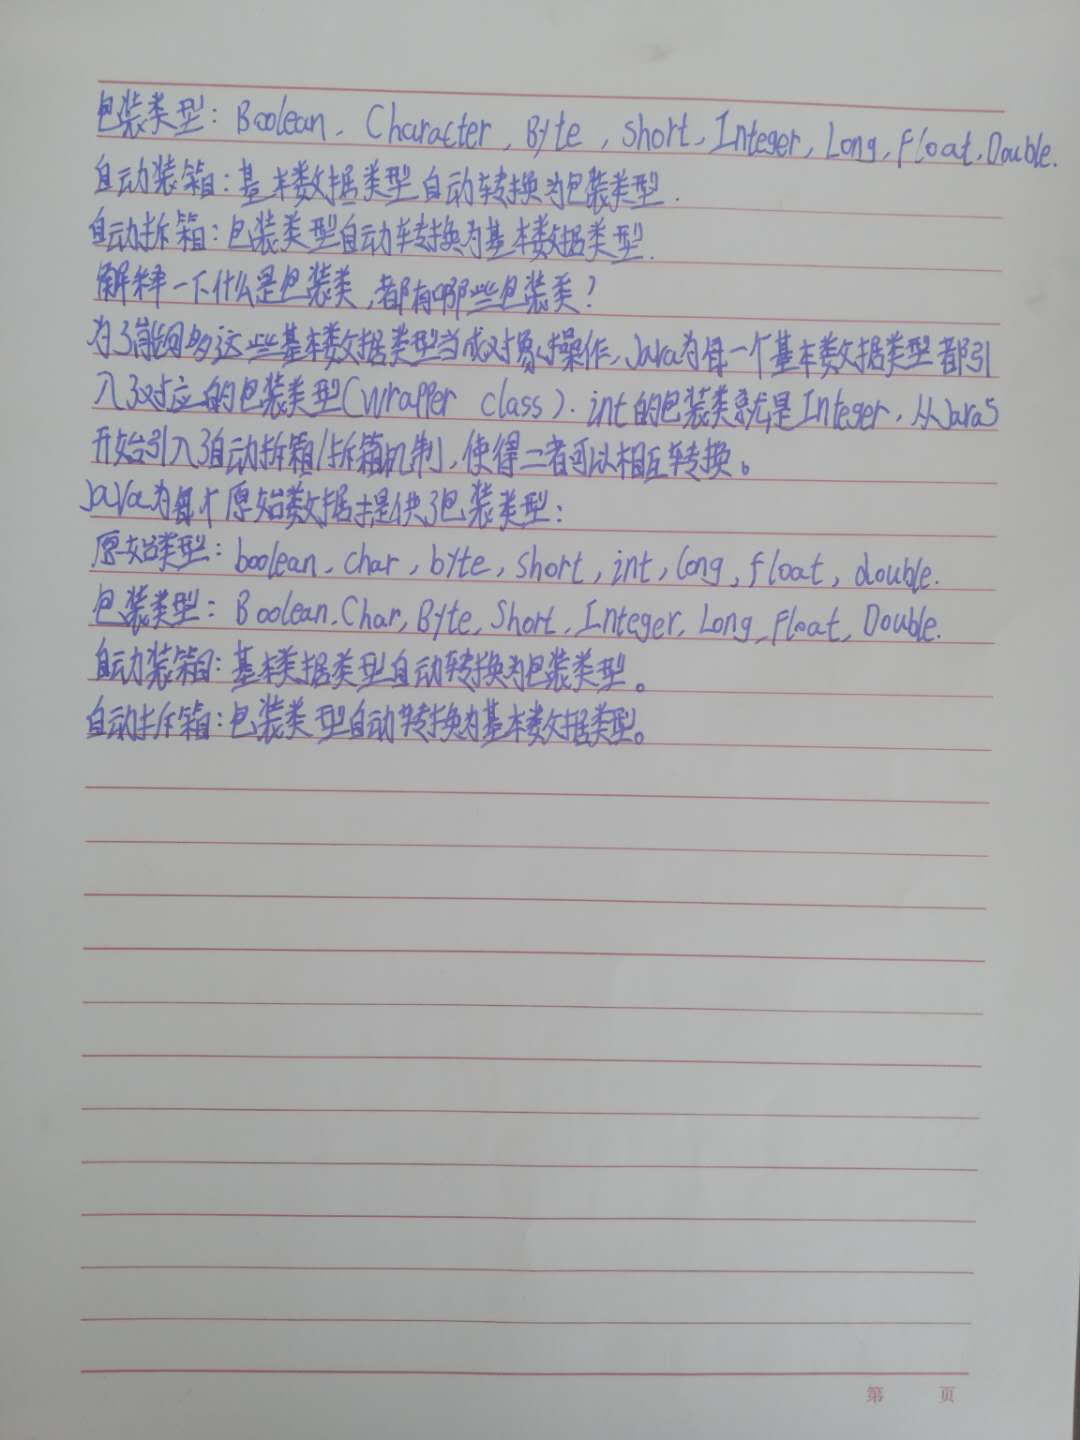 包装类型：Boolean、Character，Byte，Short，Integer，Long，Float，Double.
自动装箱：基本数据类型自动转换为包装类型.
自动拆箱：包装类型自动转换为基本数据类型.
解释一下什么是包装类，都有哪些包装类？
为了能够多这些基本数据类型当成对象操作，Java为每一个基本数据类型都引
入了对应的包装类型(wrapper class). int的包装类就是Integer，从Java5
开始引入了自动拆箱/拆箱机制，使得二者可以相互转换。
Java为每个原始数据提供了包装类型：
原始类型：boolean，char，byte，short，int，long，float，double.
包装类型：Boolean，Char，Byte，Short，Integer，Long，Float，Double.
自动装箱：基本类据类型自动转换为包装类型。
自动拆箱：包装类型自动转换为基本数据类型。
第 页